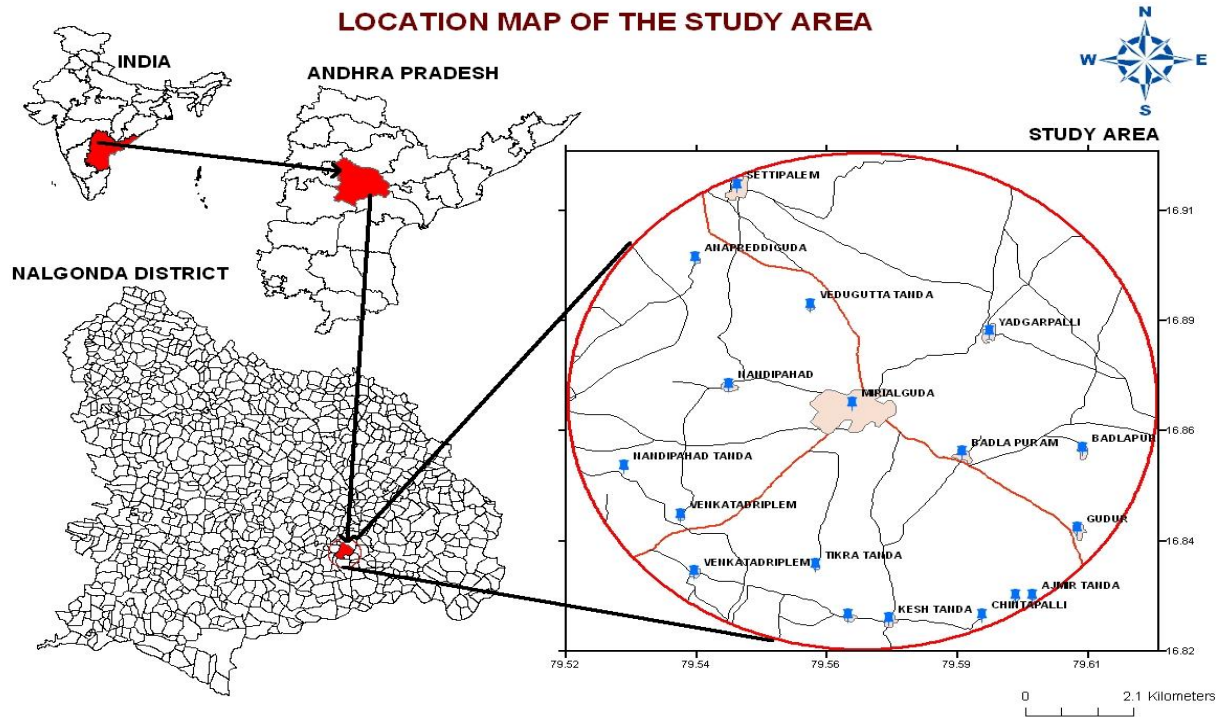 LOCATION MAP OF THE STUDY AREA
N
W E
S
INDIA
ANDHRA PRADESH
STUDY AREA
NALGONDA DISTRICT
SETTIPALEM
16.91
ANAPREDDIGUDA
VEDUGUTTA TANDA
YADGARPALLI
16.89
NANDIPAHAD
MIRIALGUDA
16.86
BADLA PURAM
BADLAPUR
NANDIPAHAD TANDA
VENKATADRIPLEM
GUDUR
16.84
VENKATADRIPLEM
TIKRA TANDA
AJMIR TANDA
KESH TANDA
CHINTAPALLI
16.82
79.52 79.54 79.56 79.59 79.61
0 2.1 Kilometers